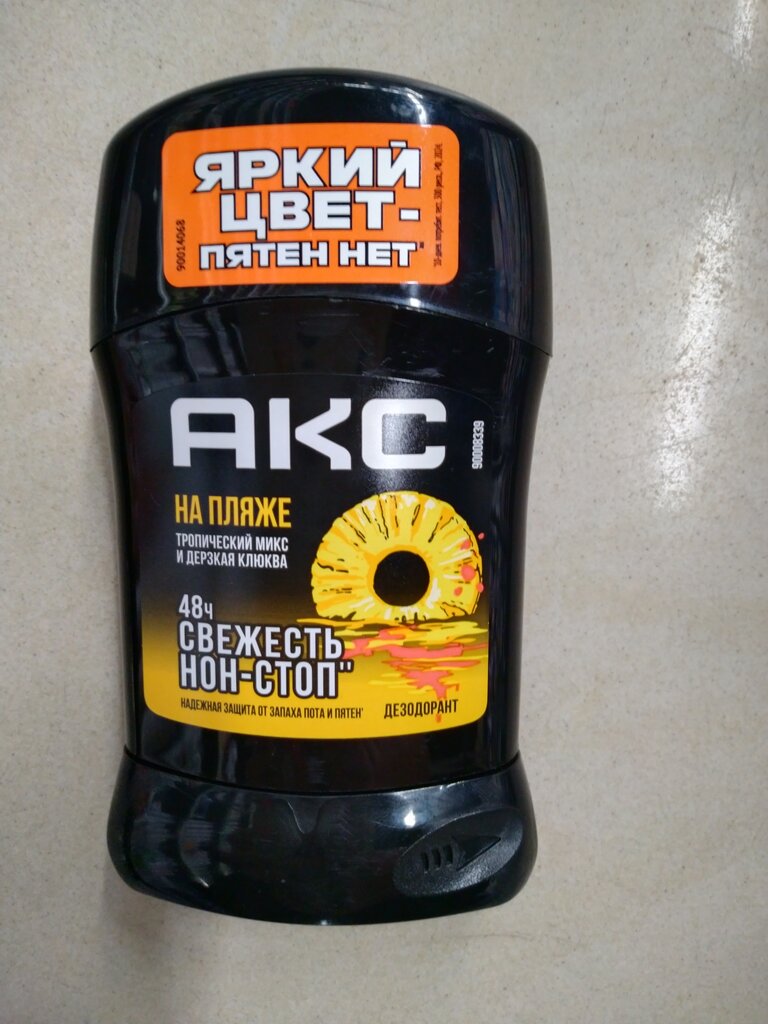 ЯРКИЙ
ЦВЕТ-
ПЯТЕН НЕТ*
90014068
АКС
90008339
НА ПЛЯЖЕ
ТРОПИЧЕСКИЙ МИКС
И ДЕРЗКАЯ КЛЮКВА
48ч
СВЕЖЕСТЬ
НОН-СТОП**
НАДЕЖНАЯ ЗАЩИТА ОТ ЗАПАХА ПОТА И ПЯТЕН*
ДЕЗОДОРАНТ